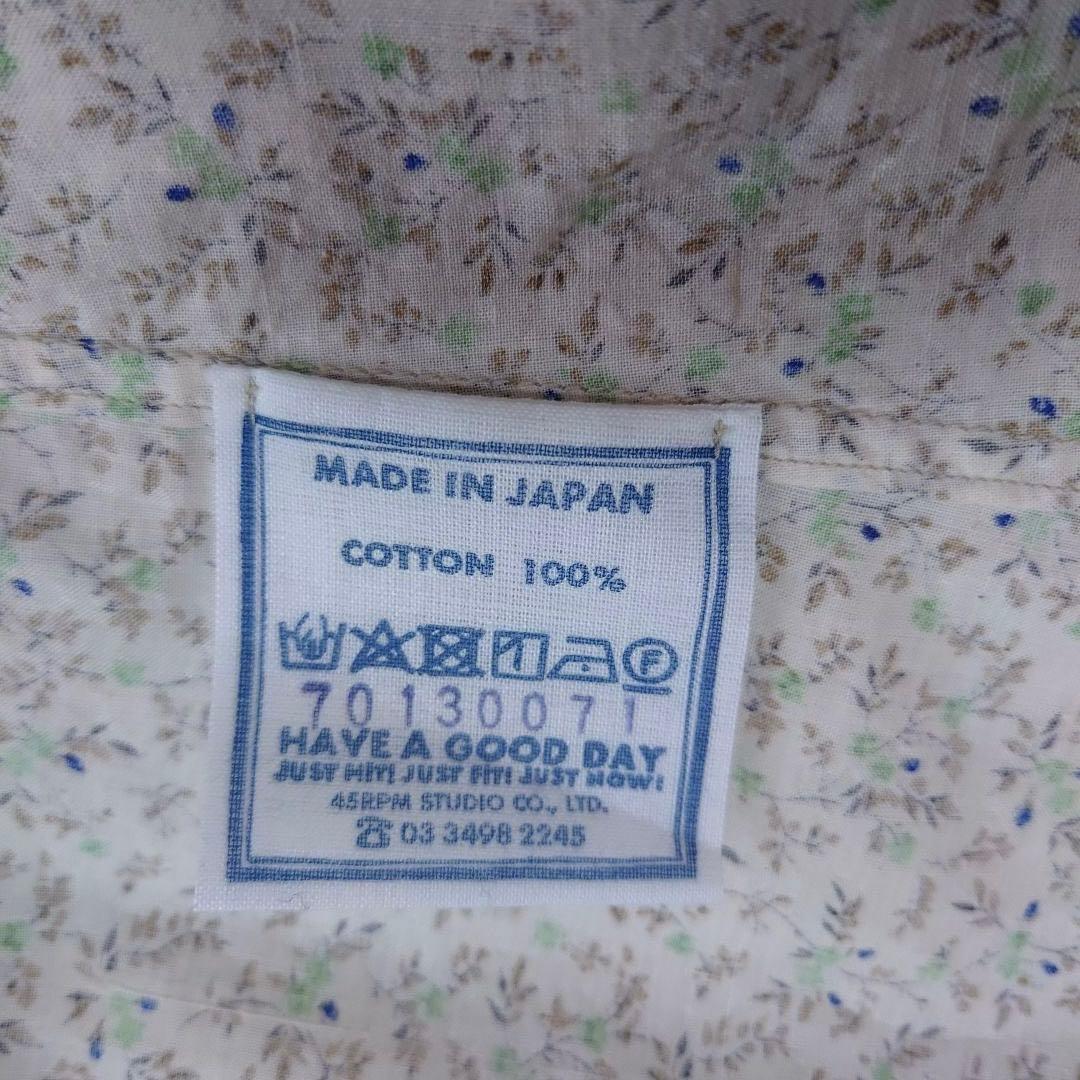 MADE IN JAPAN
COTTON 100%
F
70130071
HAVE A GOOD DAY
JUST HIT! JUST FIT! JUST NOW!
45RPM STUDIO CO., LTD.
☎ 03 3498 2245